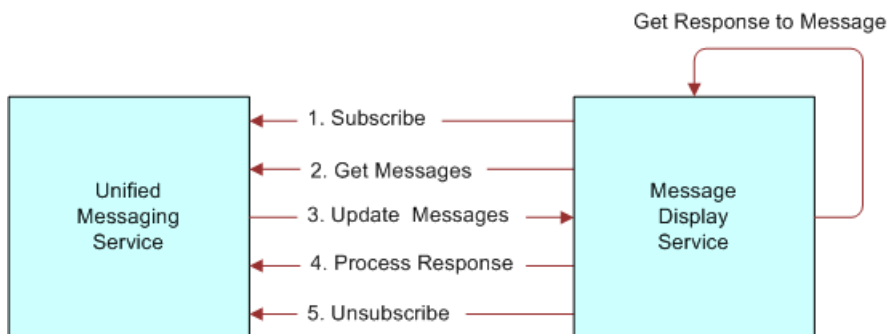 Get Response to Message
1. Subscribe
2. Get Messages
3. Update Messages
4. Process Response
5. Unsubscribe
Unified
Messaging
Service
Message
Display
Service